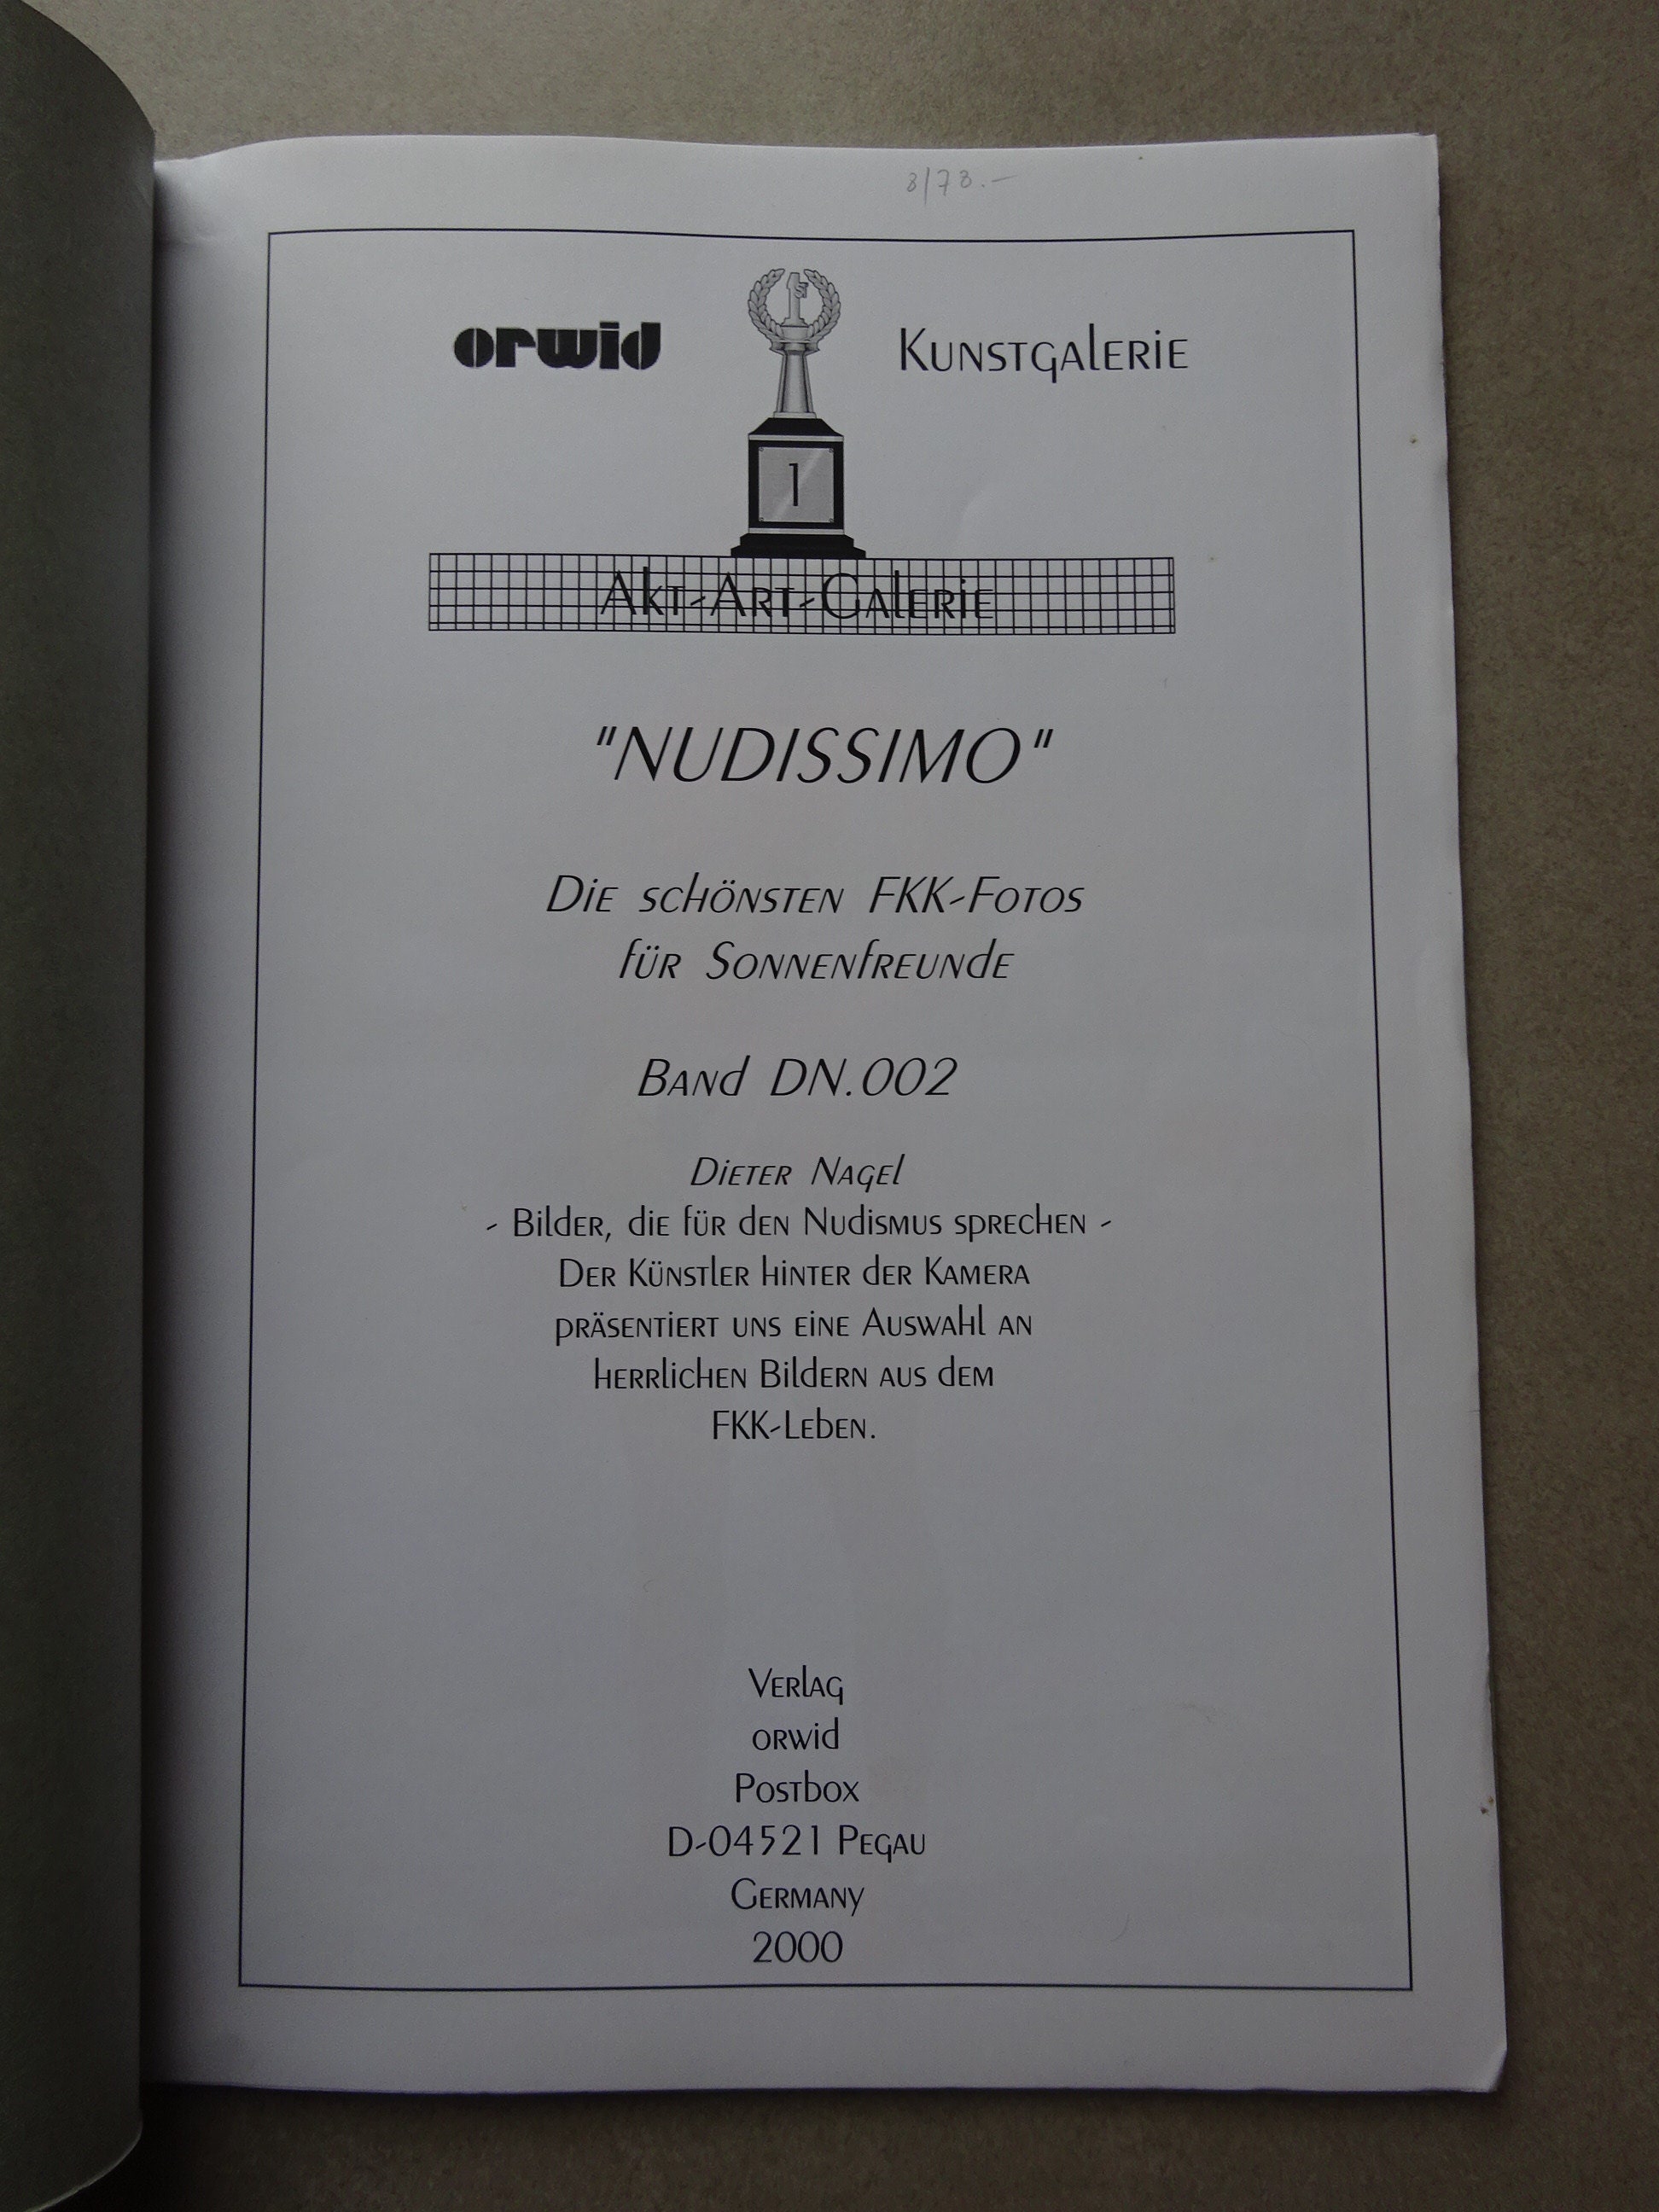 8/78.-
orwid Kunstgalerie
1
Akt-Art-Galerie
"NUDISSIMO"
Die schönsten FKK-Fotos
für Sonnenfreunde
Band DN.002
Dieter Nagel
- Bilder, die für den Nudismus sprechen -
Der Künstler hinter der Kamera
präsentiert uns eine Auswahl an
herrlichen Bildern aus dem
FKK-Leben.
Verlag
orwid
Postbox
D-04521 Pegau
Germany
2000